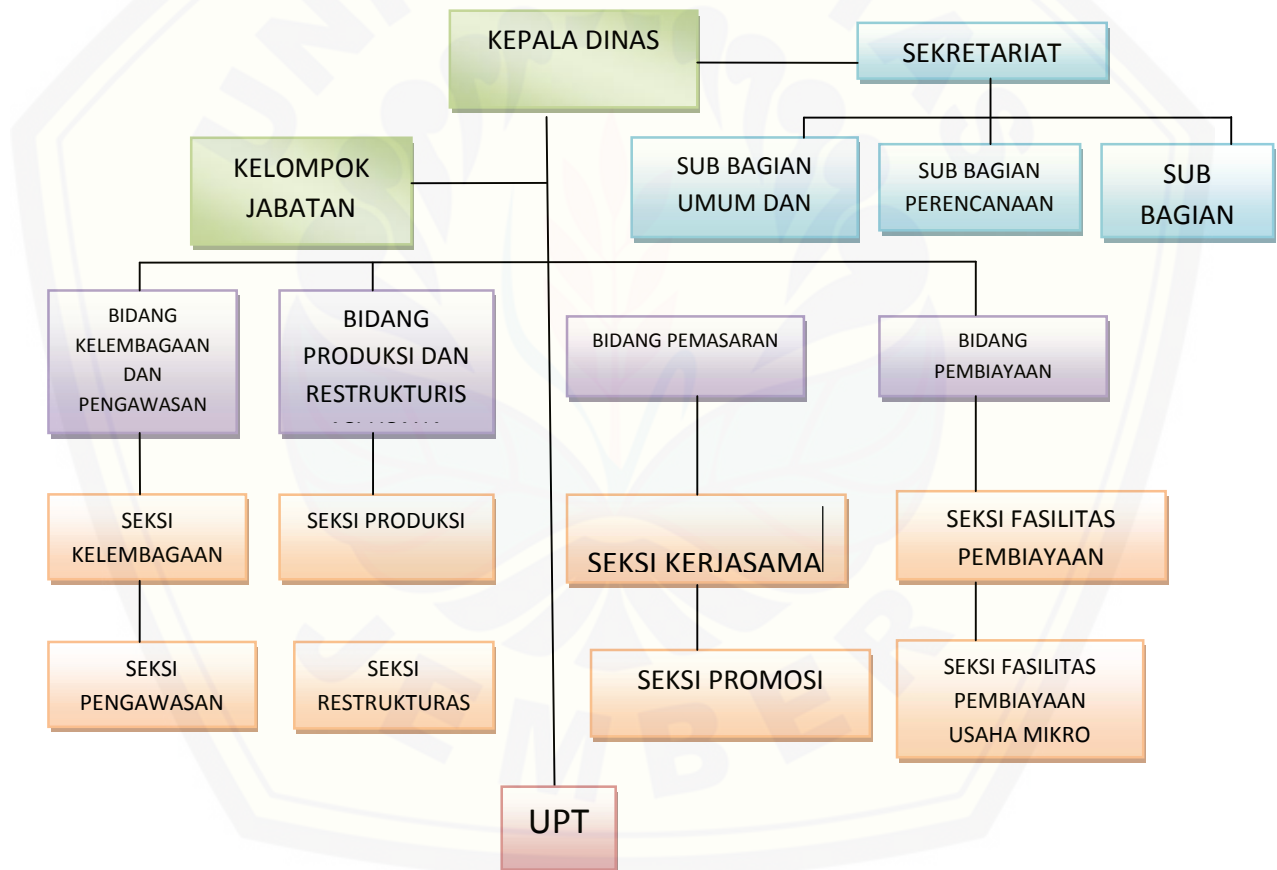 KEPALA DINAS
SEKRETARIAT
KELOMPOK
JABATAN
SUB BAGIAN
UMUM DAN
SUB BAGIAN
PERENCANAAN
SUB
BAGIAN
BIDANG
KELEMBAGAAN
DAN
PENGAWASAN
BIDANG
PRODUKSI DAN
RESTRUKTURIS
BIDANG PEMASARAN
BIDANG
PEMBIAYAAN
SEKSI
KELEMBAGAAN
SEKSI PRODUKSI
SEKSI KERJASAMA
SEKSI FASILITAS
PEMBIAYAAN
SEKSI
PENGAWASAN
SEKSI
RESTRUKTURAS
SEKSI PROMOSI
SEKSI FASILITAS
PEMBIAYAAN
USAHA MIKRO
UPT
JEMBER